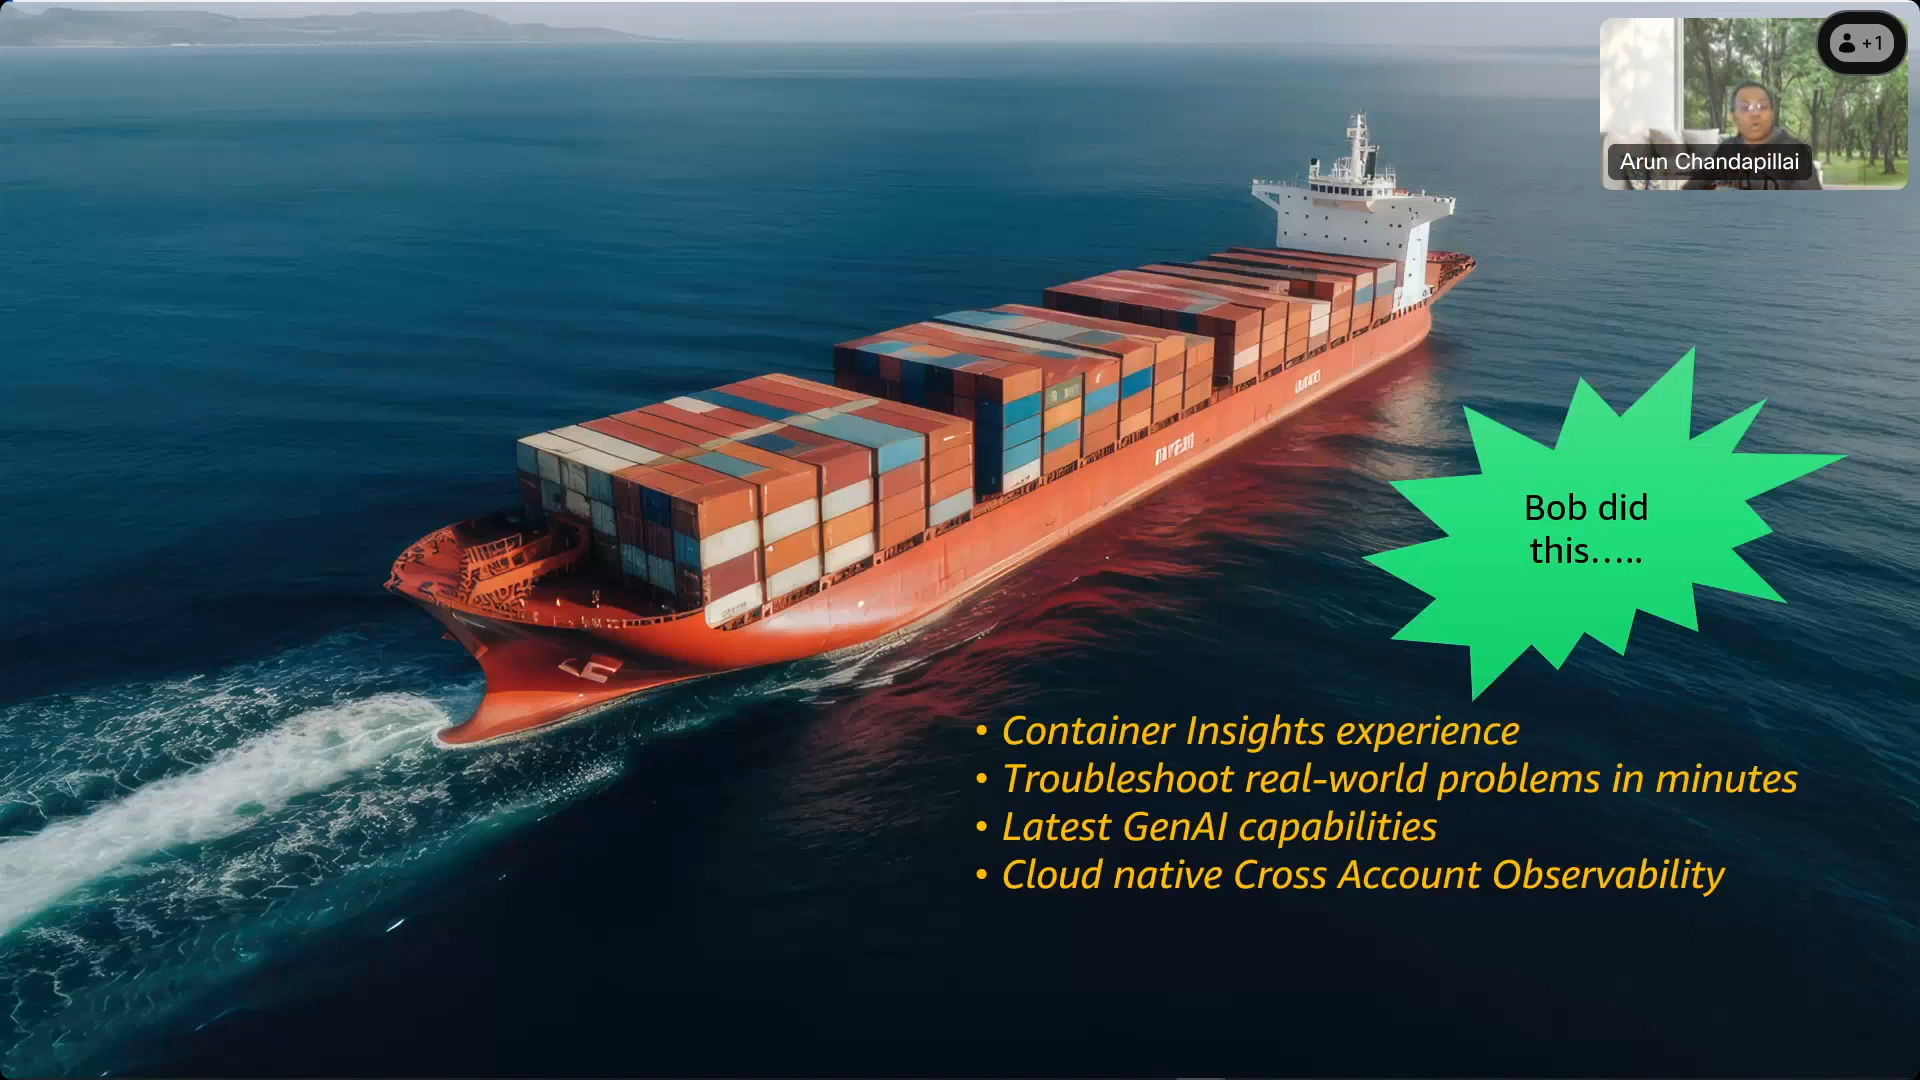 +1
Arun Chandapillai
Bob did
this.....
• Container Insights experience
• Troubleshoot real-world problems in minutes
• Latest GenAI capabilities
• Cloud native Cross Account Observability